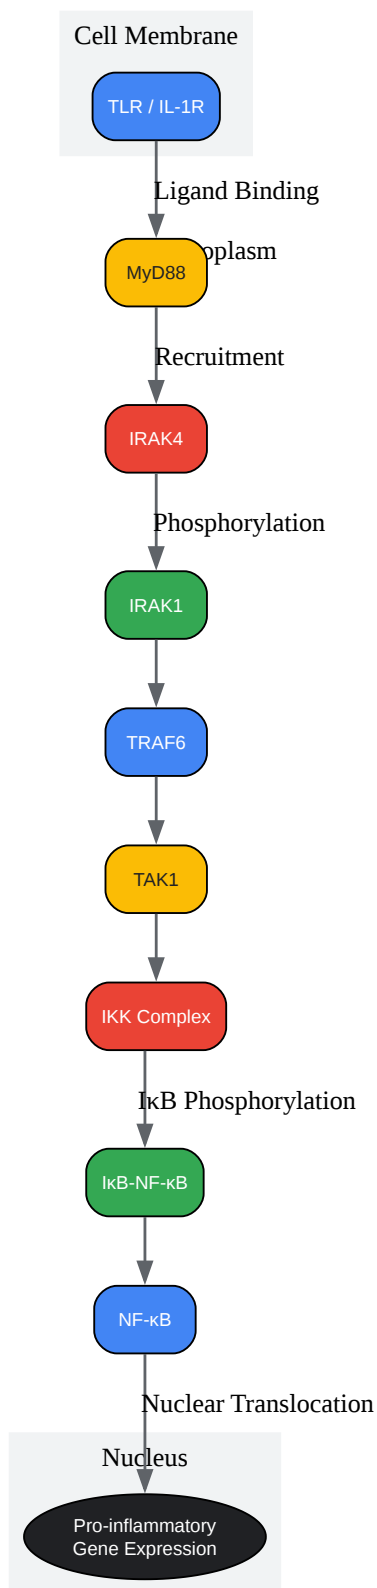 Cell Membrane
TLR / IL-1R
Ligand Binding
oplasm
MyD88
Recruitment
IRAK4
Phosphorylation
IRAK1
TRAF6
TAK1
IKK Complex
IκB Phosphorylation
IκB-NF-κB
NF-κB
Nuclear Translocation
Nucleus
Pro-inflammatory
Gene Expression